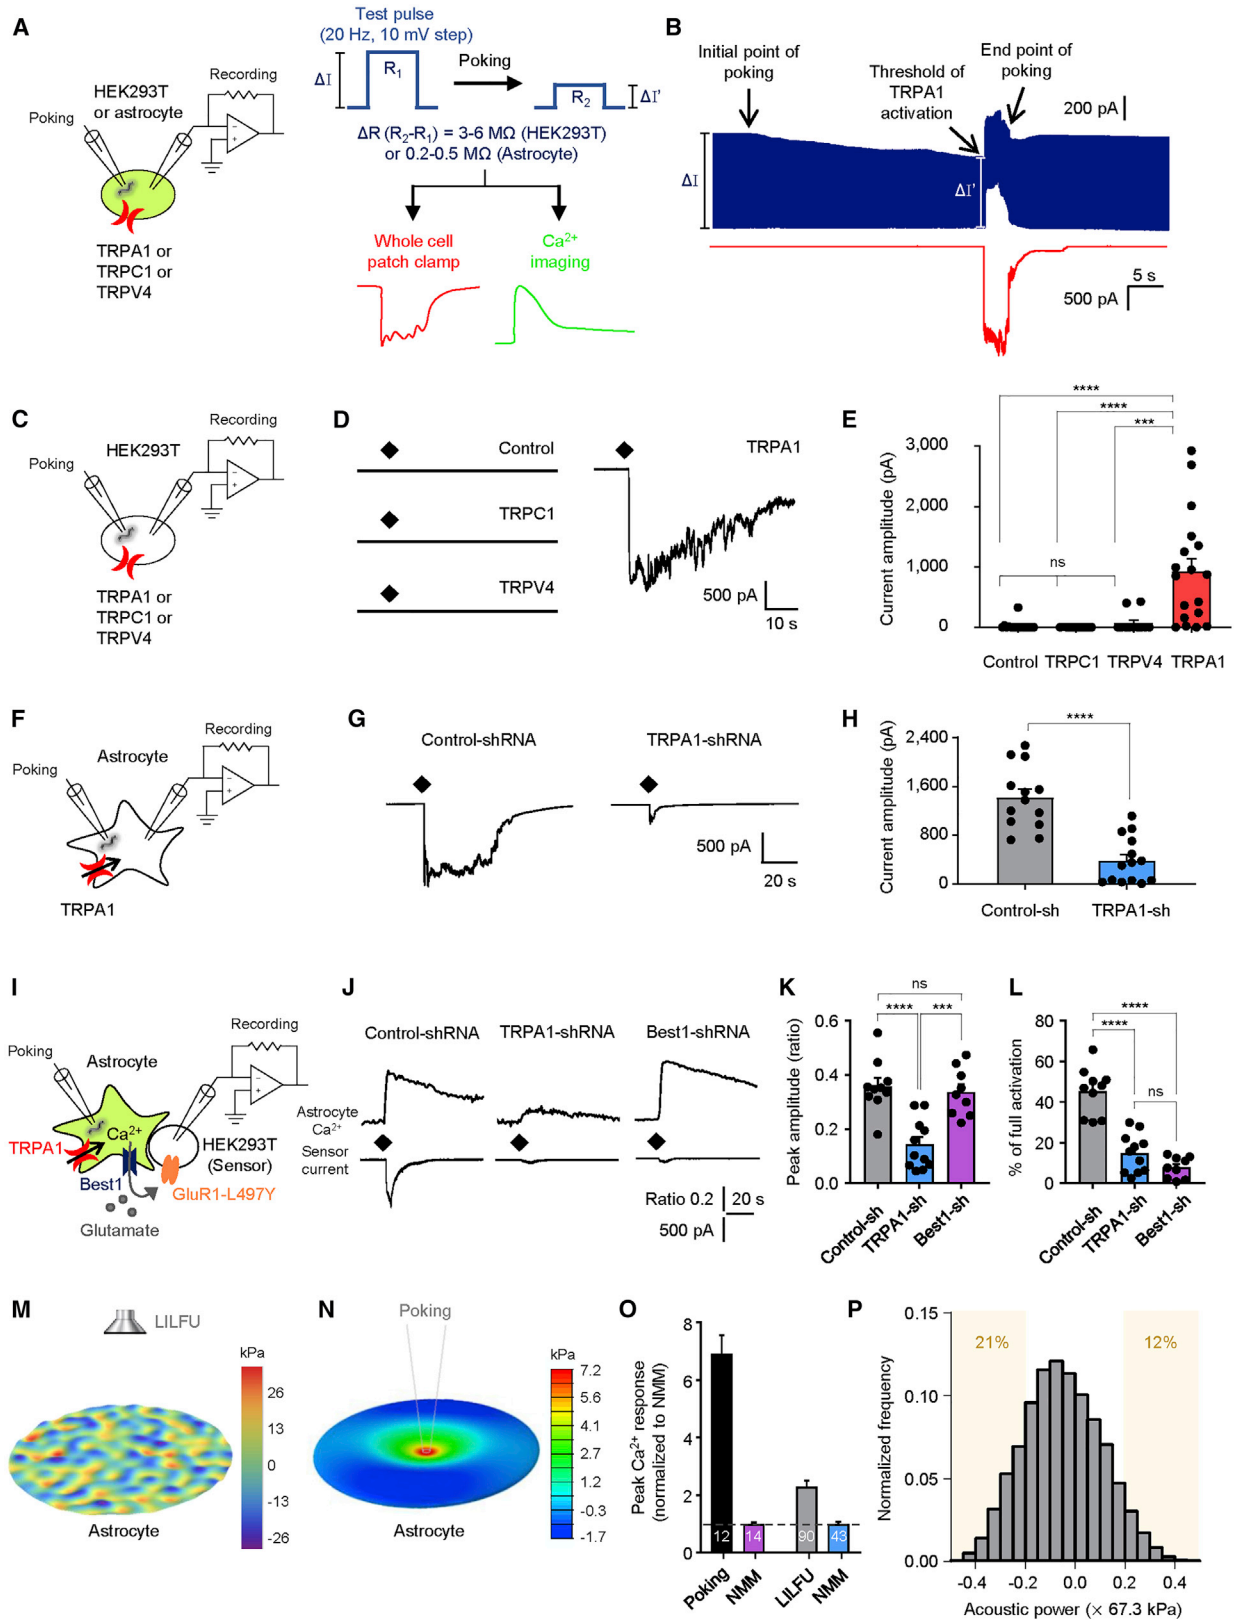 A
Test pulse
(20 Hz, 10 mV step)
HEK293T
or astrocyte
Recording
Poking
ΔI
R1
Poking
R2
ΔI'
ΔR (R2-R1) = 3-6 MΩ (HEK293T)
or 0.2-0.5 MΩ (Astrocyte)
TRPA1 or
TRPC1 or
TRPV4
Whole cell
patch clamp
Ca2+
imaging
B
Initial point of
poking
Threshold of
TRPA1
activation
End point of
poking
200 pA
ΔI
ΔI'
5 s
500 pA
C
HEK293T
Recording
Poking
TRPA1 or
TRPC1 or
TRPV4
D
Control
TRPC1
TRPV4
TRPA1
500 pA
10 s
E
****
****
***
ns
Current amplitude (pA)
3,000
2,000
1,000
0
Control TRPC1 TRPV4 TRPA1
F
Astrocyte
Recording
Poking
TRPA1
G
Control-shRNA
TRPA1-shRNA
500 pA
20 s
H
****
Current amplitude (pA)
2,400
1,600
800
0
Control-sh TRPA1-sh
I
Poking
Astrocyte
Recording
TRPA1
Ca2+
Best1
HEK293T
(Sensor)
GluR1-L497Y
Glutamate
J
Control-shRNA TRPA1-shRNA Best1-shRNA
Astrocyte
Ca2+
Sensor
current
Ratio 0.2
20 s
500 pA
K
ns
**** ***
Peak amplitude (ratio)
0.6
0.4
0.2
0.0
Control-sh
TRPA1-sh
Best1-sh
L
****
****
ns
% of full activation
80
60
40
20
0
Control-sh
TRPA1-sh
Best1-sh
M
LILFU
kPa
26
13
0
-13
-26
Astrocyte
N
Poking
kPa
7.2
5.6
4.1
2.7
1.2
-0.3
-1.7
Astrocyte
O
Peak Ca2+ response
(normalized to NMM)
8
6
4
2
0
12
14
90
43
Poking
NMM
LILFU
NMM
P
21%
12%
Normalized frequency
0.15
0.10
0.05
0.00
-0.4
-0.2
0.0
0.2
0.4
Acoustic power (× 67.3 kPa)